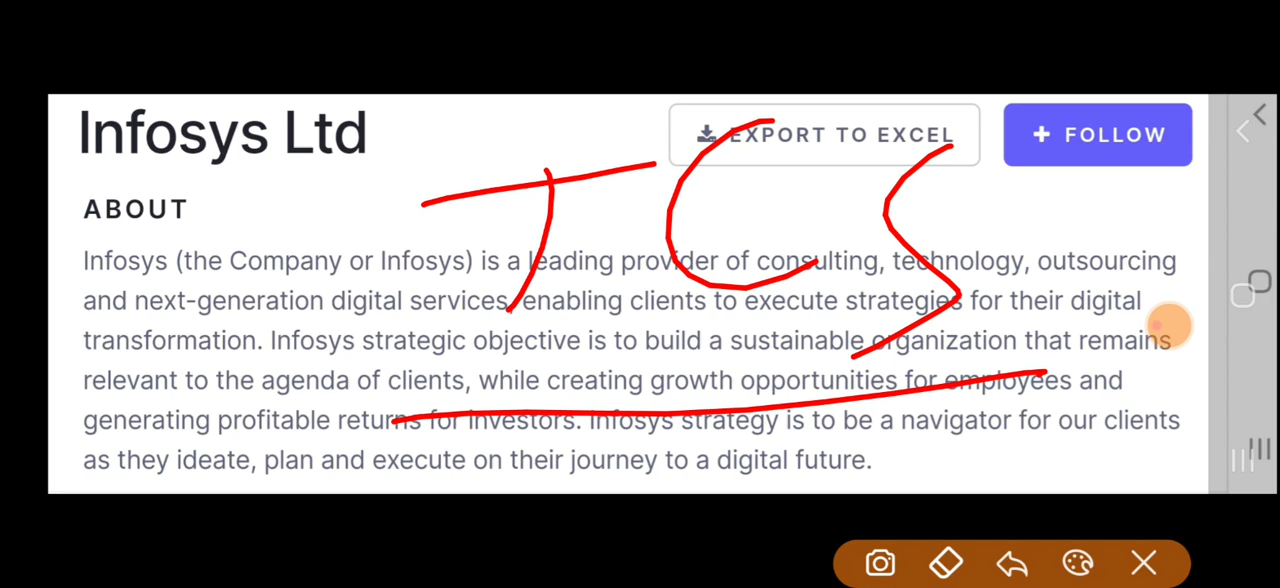 Infosys Ltd
EXPORT TO EXCEL
+ FOLLOW
TCS
ABOUT
Infosys (the Company or Infosys) is a leading provider of consulting, technology, outsourcing
and next-generation digital services, enabling clients to execute strategies for their digital
transformation. Infosys strategic objective is to build a sustainable organization that remains
relevant to the agenda of clients, while creating growth opportunities for employees and
generating profitable returns for investors. Infosys strategy is to be a navigator for our clients
as they ideate, plan and execute on their journey to a digital future.